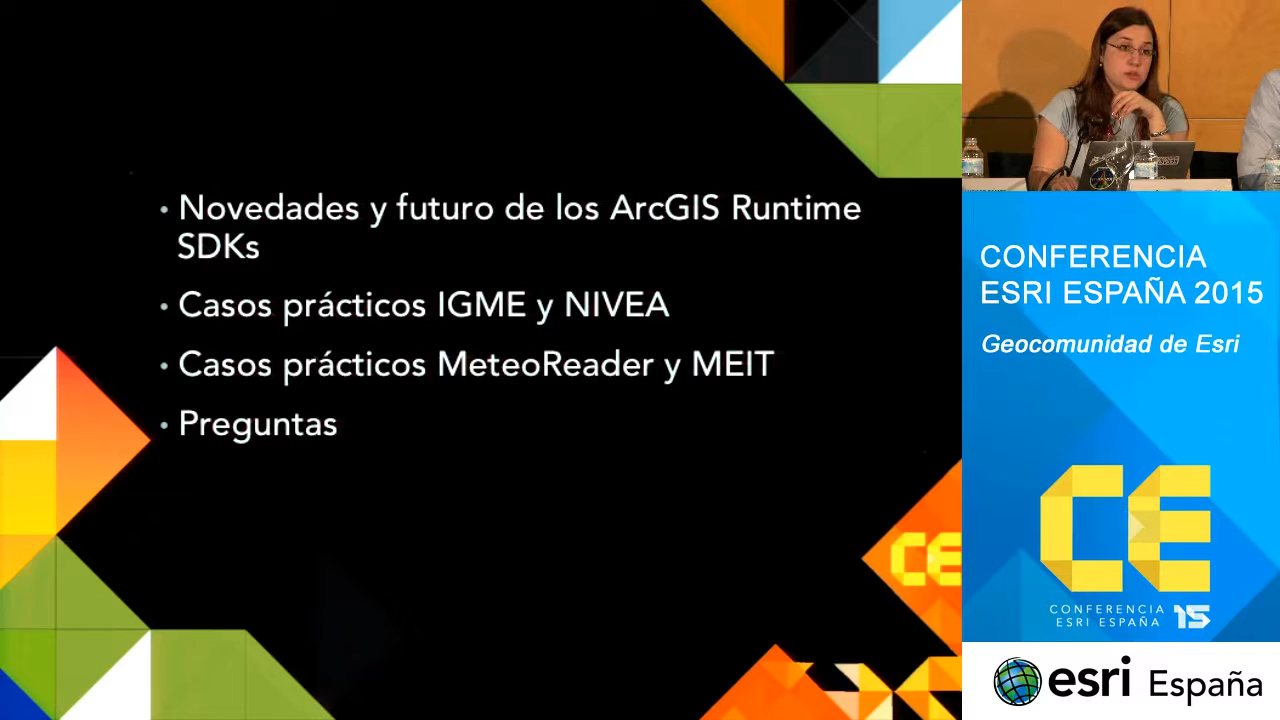 • Novedades y futuro de los ArcGIS Runtime
SDKs
• Casos prácticos IGME y NIVEA
• Casos prácticos MeteoReader y MEIT
• Preguntas
CE
CONFERENCIA
ESRI ESPAÑA 2015
Geocomunidad de Esri
CE
CONFERENCIA
ESRI ESPAÑA 15
esri España